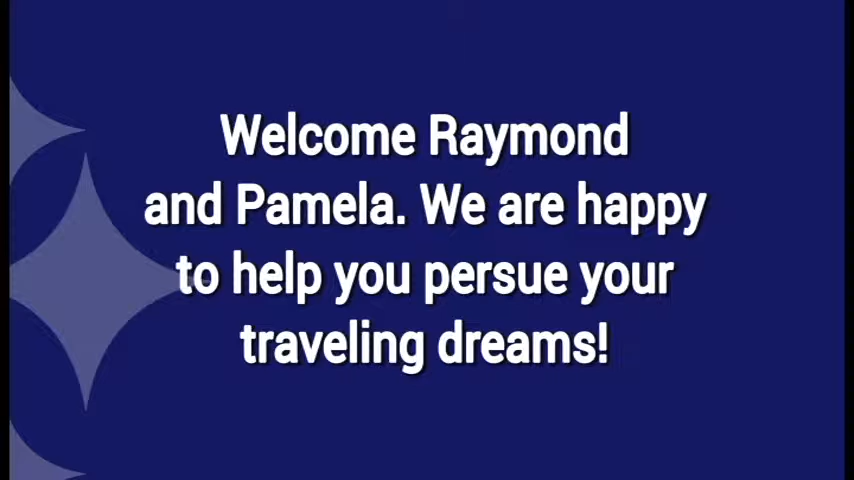 Welcome Raymond
and Pamela. We are happy
to help you persue your
traveling dreams!